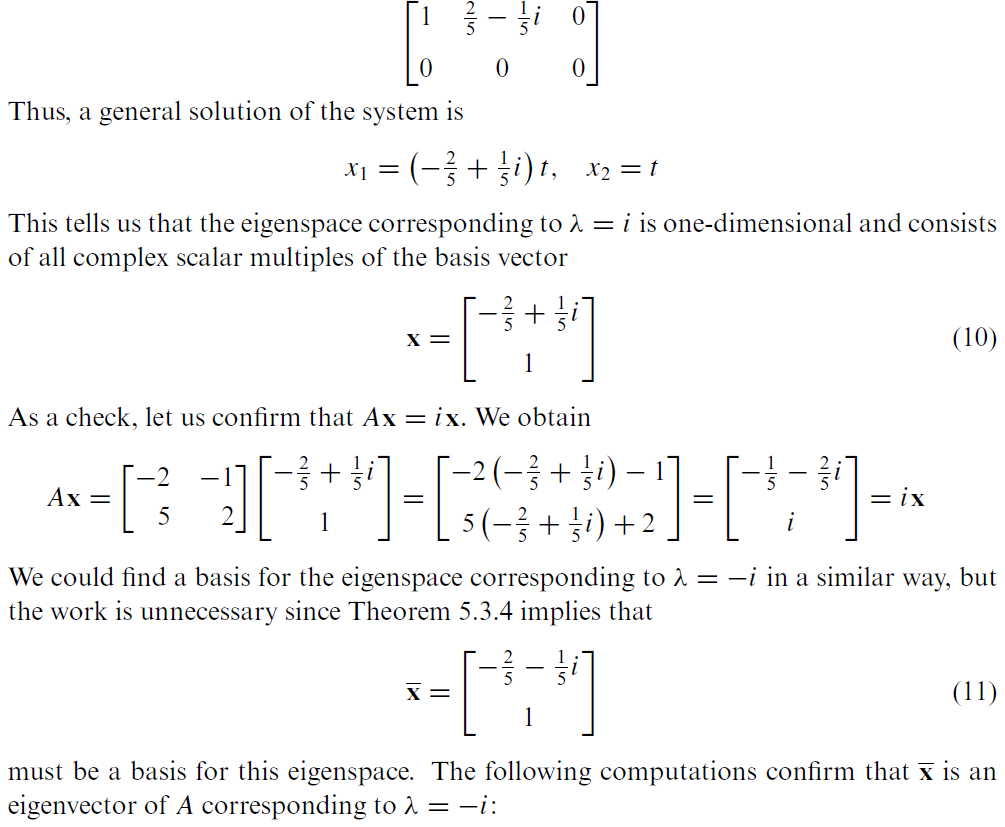 [1 2/5 − 1/5 i 0]
[0 0 0]
Thus, a general solution of the system is
x₁ = (−2/5 + 1/5 i) t, x₂ = t
This tells us that the eigenspace corresponding to λ = i is one-dimensional and consists
of all complex scalar multiples of the basis vector
x = [−2/5 + 1/5 i; 1] (10)
As a check, let us confirm that Ax = ix. We obtain
Ax = [−2 −1; 5 2] [−2/5 + 1/5 i; 1] = [−2 (−2/5 + 1/5 i) − 1; 5 (−2/5 + 1/5 i) + 2] = [−1/5 − 2/5 i; i] = ix
We could find a basis for the eigenspace corresponding to λ = −i in a similar way, but
the work is unnecessary since Theorem 5.3.4 implies that
x̄ = [−2/5 − 1/5 i; 1] (11)
must be a basis for this eigenspace. The following computations confirm that x̄ is an
eigenvector of A corresponding to λ = −i: